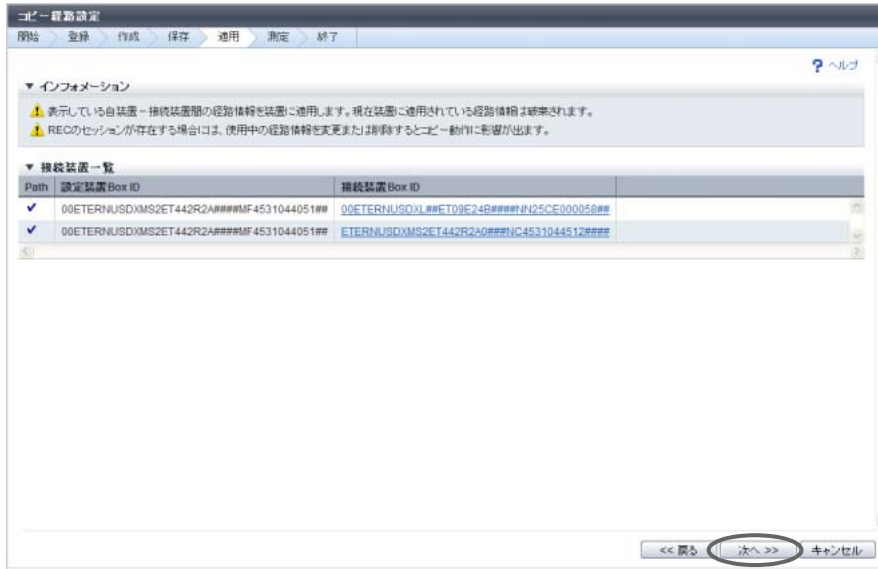 コピー経路設定
開始 登録 作成 保存 適用 測定 終了
? ヘルプ
▼ インフォメーション
表示している自装置－接続装置間の経路情報を装置に適用します。現在装置に適用されている経路情報は破棄されます。
RECのセッションが存在する場合には、使用中の経路情報を変更または削除するとコピー動作に影響が出ます。
▼ 接続装置一覧
Path 設定装置Box ID 接続装置Box ID
✔ 00ETERNUSDXMS2ET442R2A####MF4531044051## 00ETERNUSDXL##ET09E24B####NN25CE000058##
✔ 00ETERNUSDXMS2ET442R2A####MF4531044051## ETERNUSDXMS2ET442R2A0###NC4531044512####
<< 戻る 次へ >> キャンセル